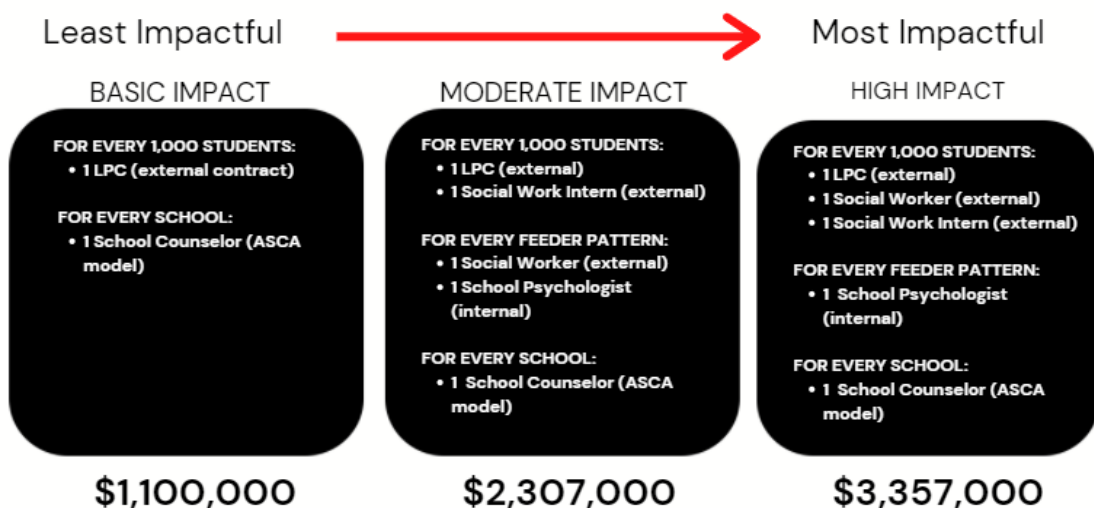 Least Impactful
Most Impactful
BASIC IMPACT
FOR EVERY 1,000 STUDENTS:
• 1 LPC (external contract)
FOR EVERY SCHOOL:
• 1 School Counselor (ASCA
model)
$1,100,000
MODERATE IMPACT
FOR EVERY 1,000 STUDENTS:
• 1 LPC (external)
• 1 Social Work Intern (external)
FOR EVERY FEEDER PATTERN:
• 1 Social Worker (external)
• 1 School Psychologist
(internal)
FOR EVERY SCHOOL:
• 1 School Counselor (ASCA
model)
$2,307,000
HIGH IMPACT
FOR EVERY 1,000 STUDENTS:
• 1 LPC (external)
• 1 Social Worker (external)
• 1 Social Work Intern (external)
FOR EVERY FEEDER PATTERN:
• 1 School Psychologist
(internal)
FOR EVERY SCHOOL:
• 1 School Counselor (ASCA
model)
$3,357,000